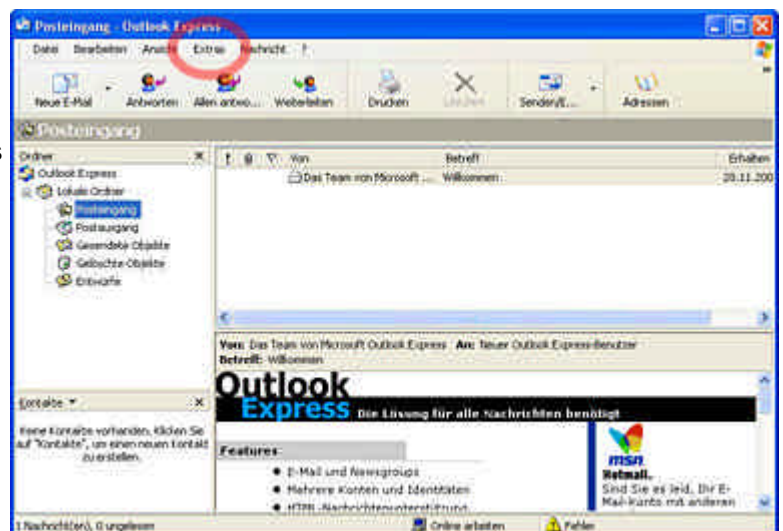 Posteingang - Outlook Express
Datei Bearbeiten Ansicht Extras Nachricht ?
Neue E-Mail Antworten Allen antwo... Weiterleiten Drucken Löschen Senden/E... Adressen
Posteingang
s
Ordner
Outlook Express
Lokale Ordner
Posteingang
Postausgang
Gesendete Objekte
Gelöschte Objekte
Entwürfe
! Von Betreff Erhalten
Das Team von Microsoft ... Willkommen 20.11.200
Von: Das Team von Microsoft Outlook Express An: Neuer Outlook Express-Benutzer
Betreff: Willkommen
Outlook
Express Die Lösung für alle Nachrichten benötigt
Features
E-Mail und Newsgroups
Mehrere Konten und Identitäten
HTML-Nachrichtenunterstützung
msn
Hotmail.
Sind Sie es leid, Ihr E-
Mail-Konto mit anderen
Kontakte
Keine Kontakte vorhanden. Klicken Sie
auf "Kontakte", um einen neuen Kontakt
zu erstellen.
1 Nachricht(en), 0 ungelesen Online arbeiten Fehler